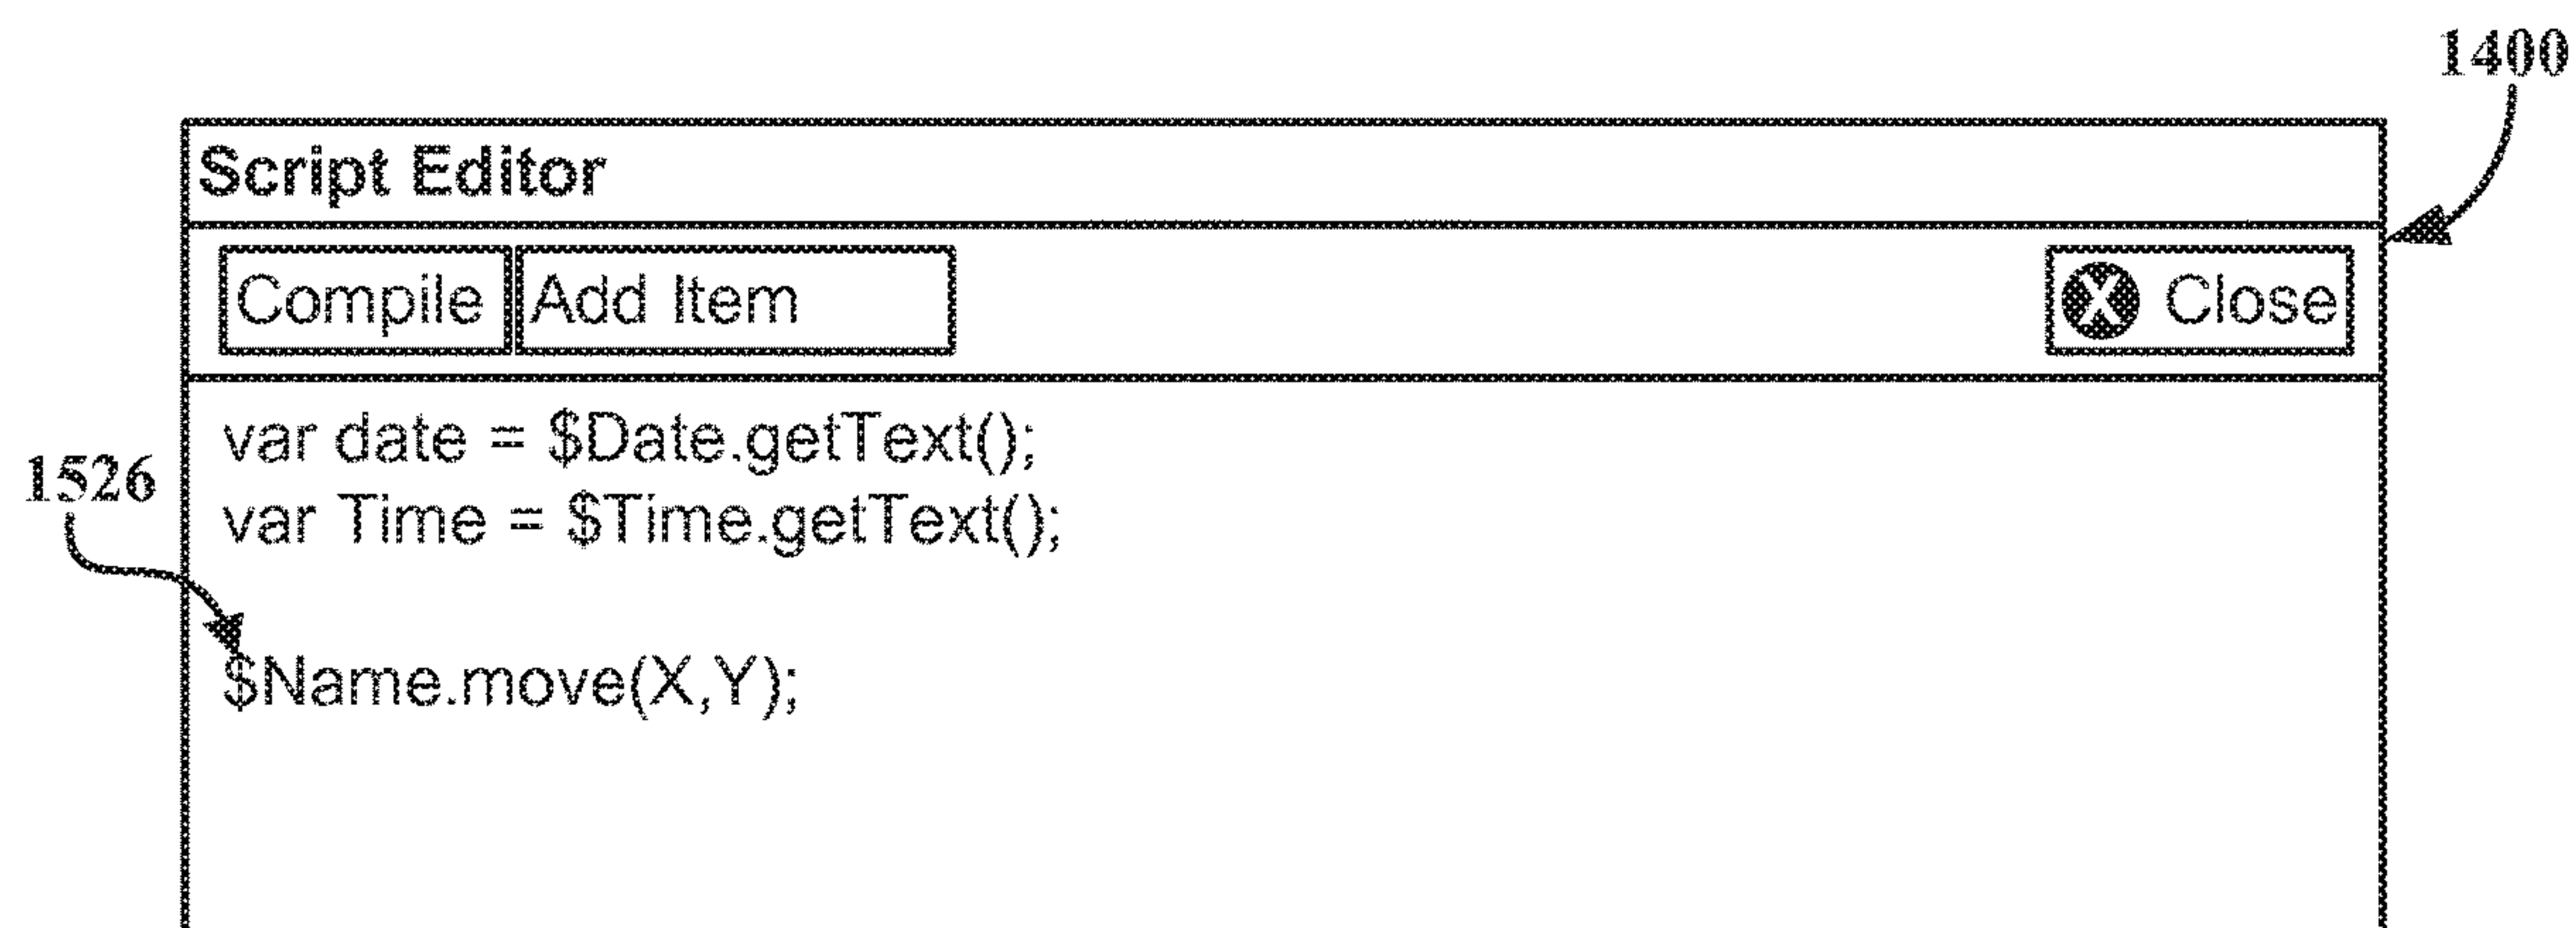 1400
Script Editor
Compile Add Item X Close
var date = $Date.getText();
1526
var Time = $Time.getText();
$Name.move(X,Y);